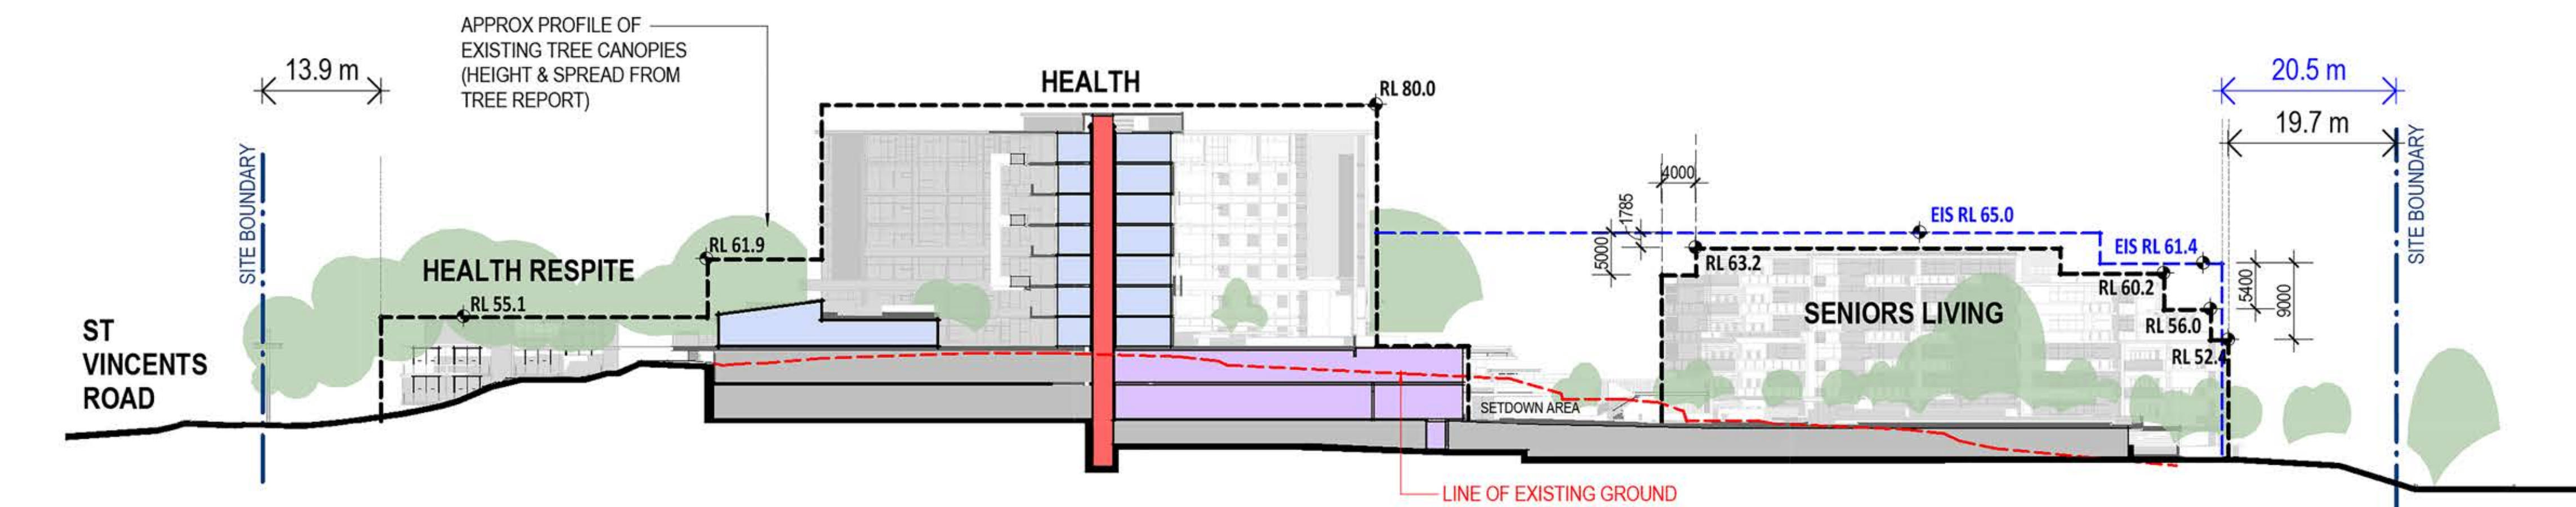 APPROX PROFILE OF
EXISTING TREE CANOPIES
(HEIGHT & SPREAD FROM
TREE REPORT)
13.9 m
HEALTH
RL 80.0
20.5 m
19.7 m
SITE BOUNDARY
SITE BOUNDARY
4000
1785
5000
EIS RL 65.0
EIS RL 61.4
RL 61.9
HEALTH RESPITE
RL 55.1
RL 63.2
RL 60.2
SENIORS LIVING
RL 56.0
RL 52.4
5400
9000
ST
VINCENTS
ROAD
SETDOWN AREA
LINE OF EXISTING GROUND